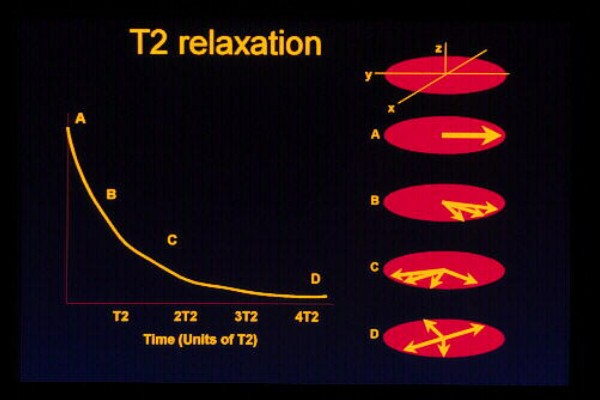 T2 relaxation
z
y
x
A
A
B
B
C
C
D
D
T2 2T2 3T2 4T2
Time (Units of T2)